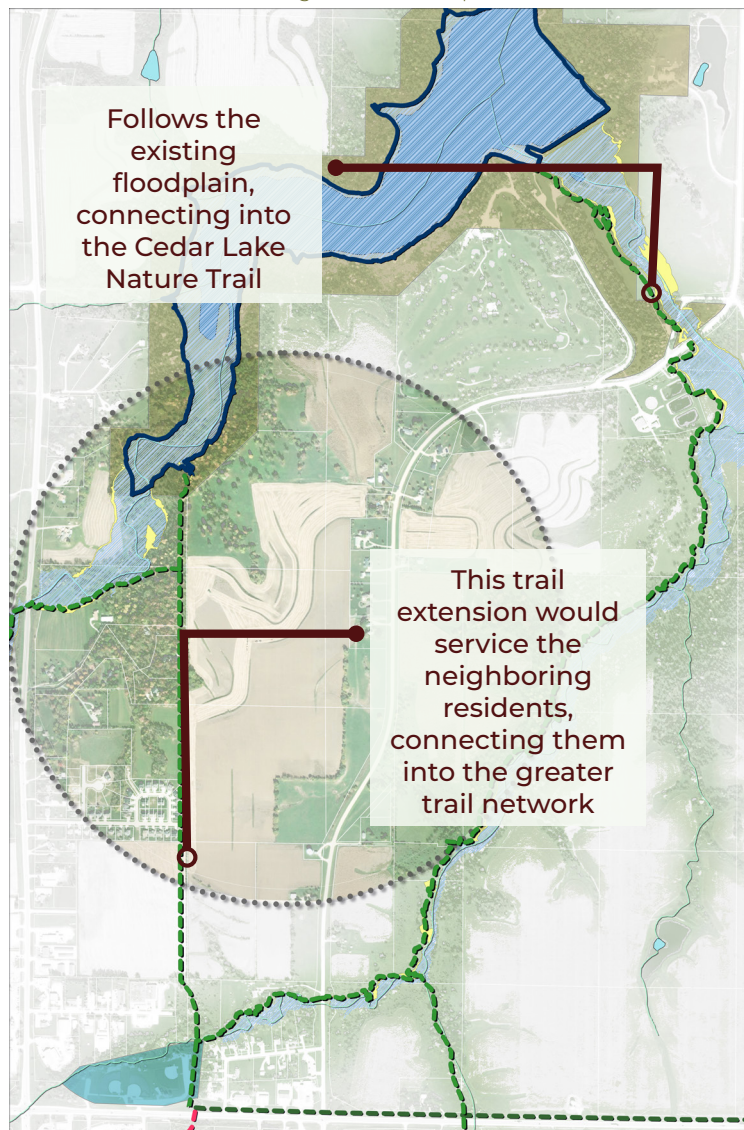 Follows the
existing
floodplain,
connecting into
the Cedar Lake
Nature Trail
This trail
extension would
service the
neighboring
residents,
connecting them
into the greater
trail network